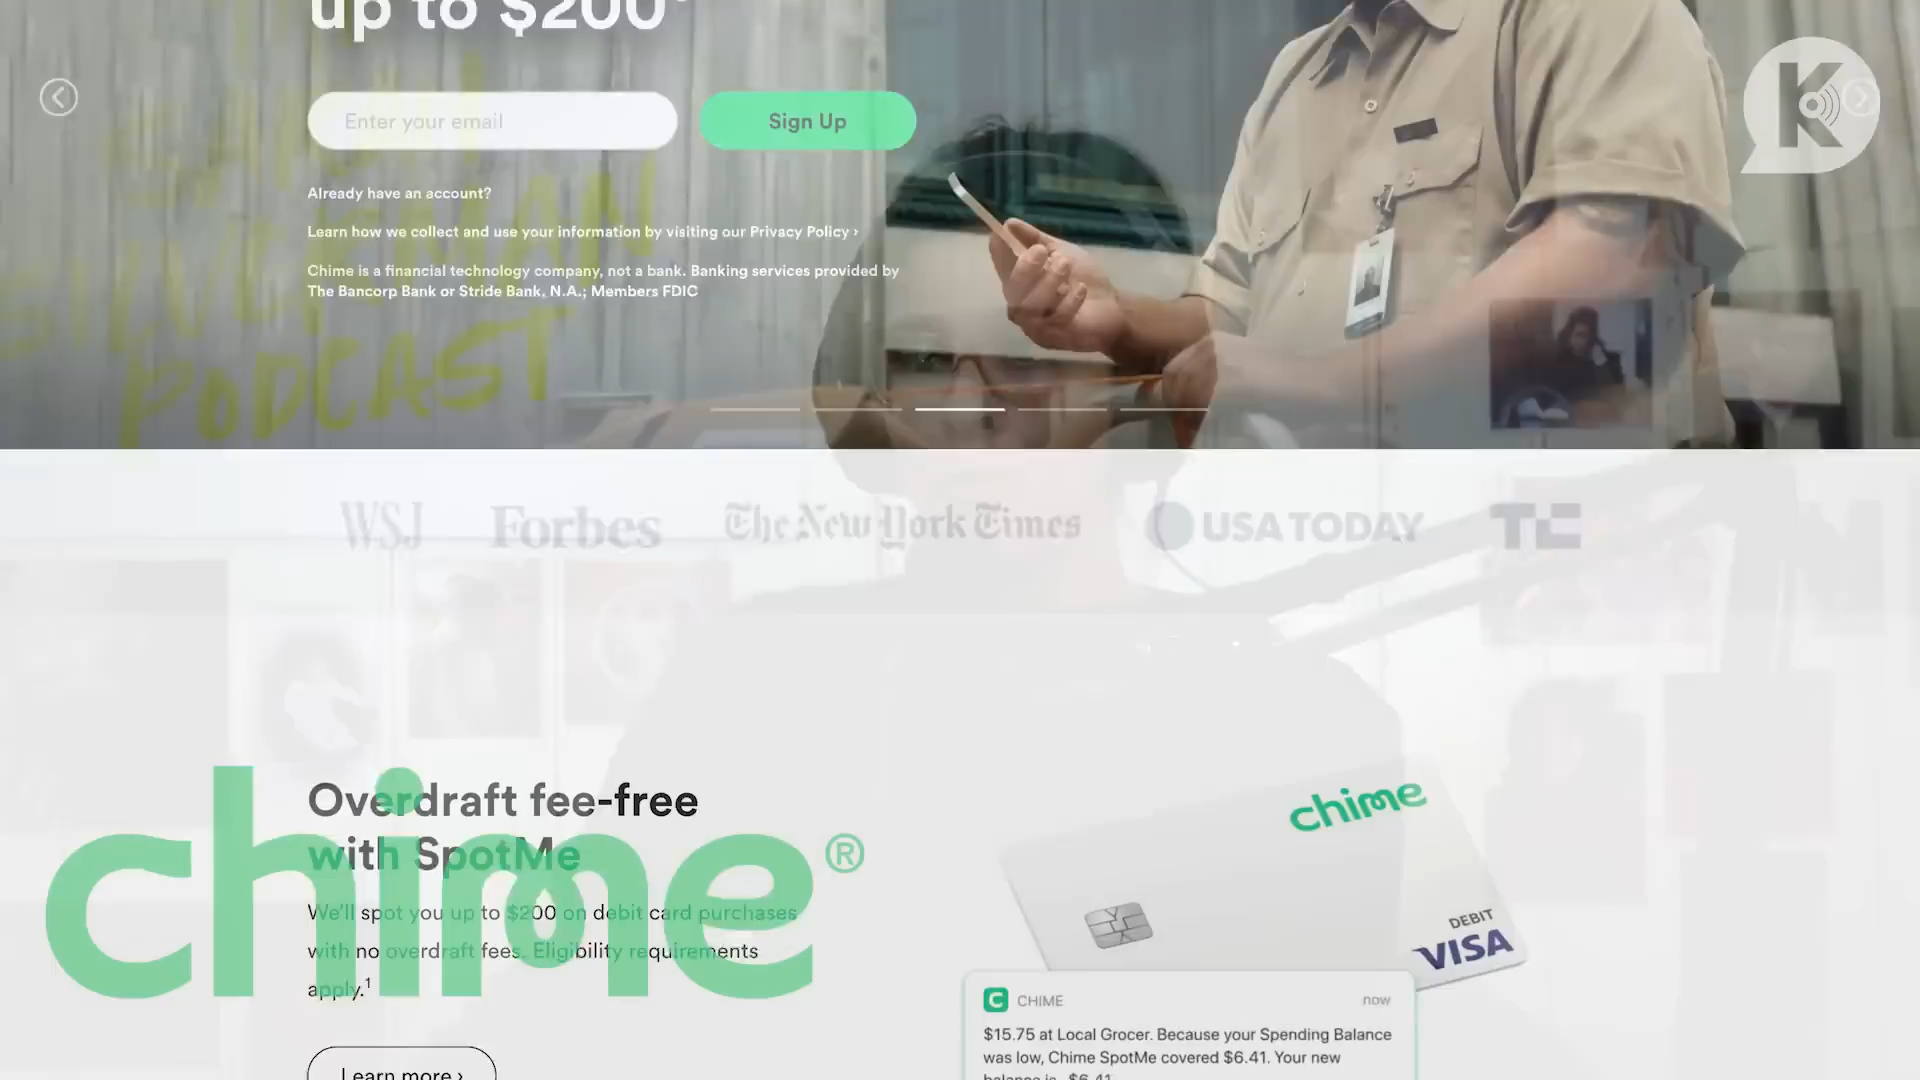 up to $200
Enter your email
Sign Up
K
Already have an account?
Learn how we collect and use your information by visiting our Privacy Policy ›
Chime is a financial technology company, not a bank. Banking services provided by
The Bancorp Bank or Stride Bank, N.A.; Members FDIC
PODCAST
WSJ
Forbes
The New York Times
USA TODAY
TC
Overdraft fee-free
with SpotMe
We'll spot you up to $200 on debit card purchases
with no overdraft fees. Eligibility requirements
apply.1
Learn more ›
chime®
chime
DEBIT
VISA
C CHIME
now
$15.75 at Local Grocer. Because your Spending Balance
was low, Chime SpotMe covered $6.41. Your new
balance is -$6.41